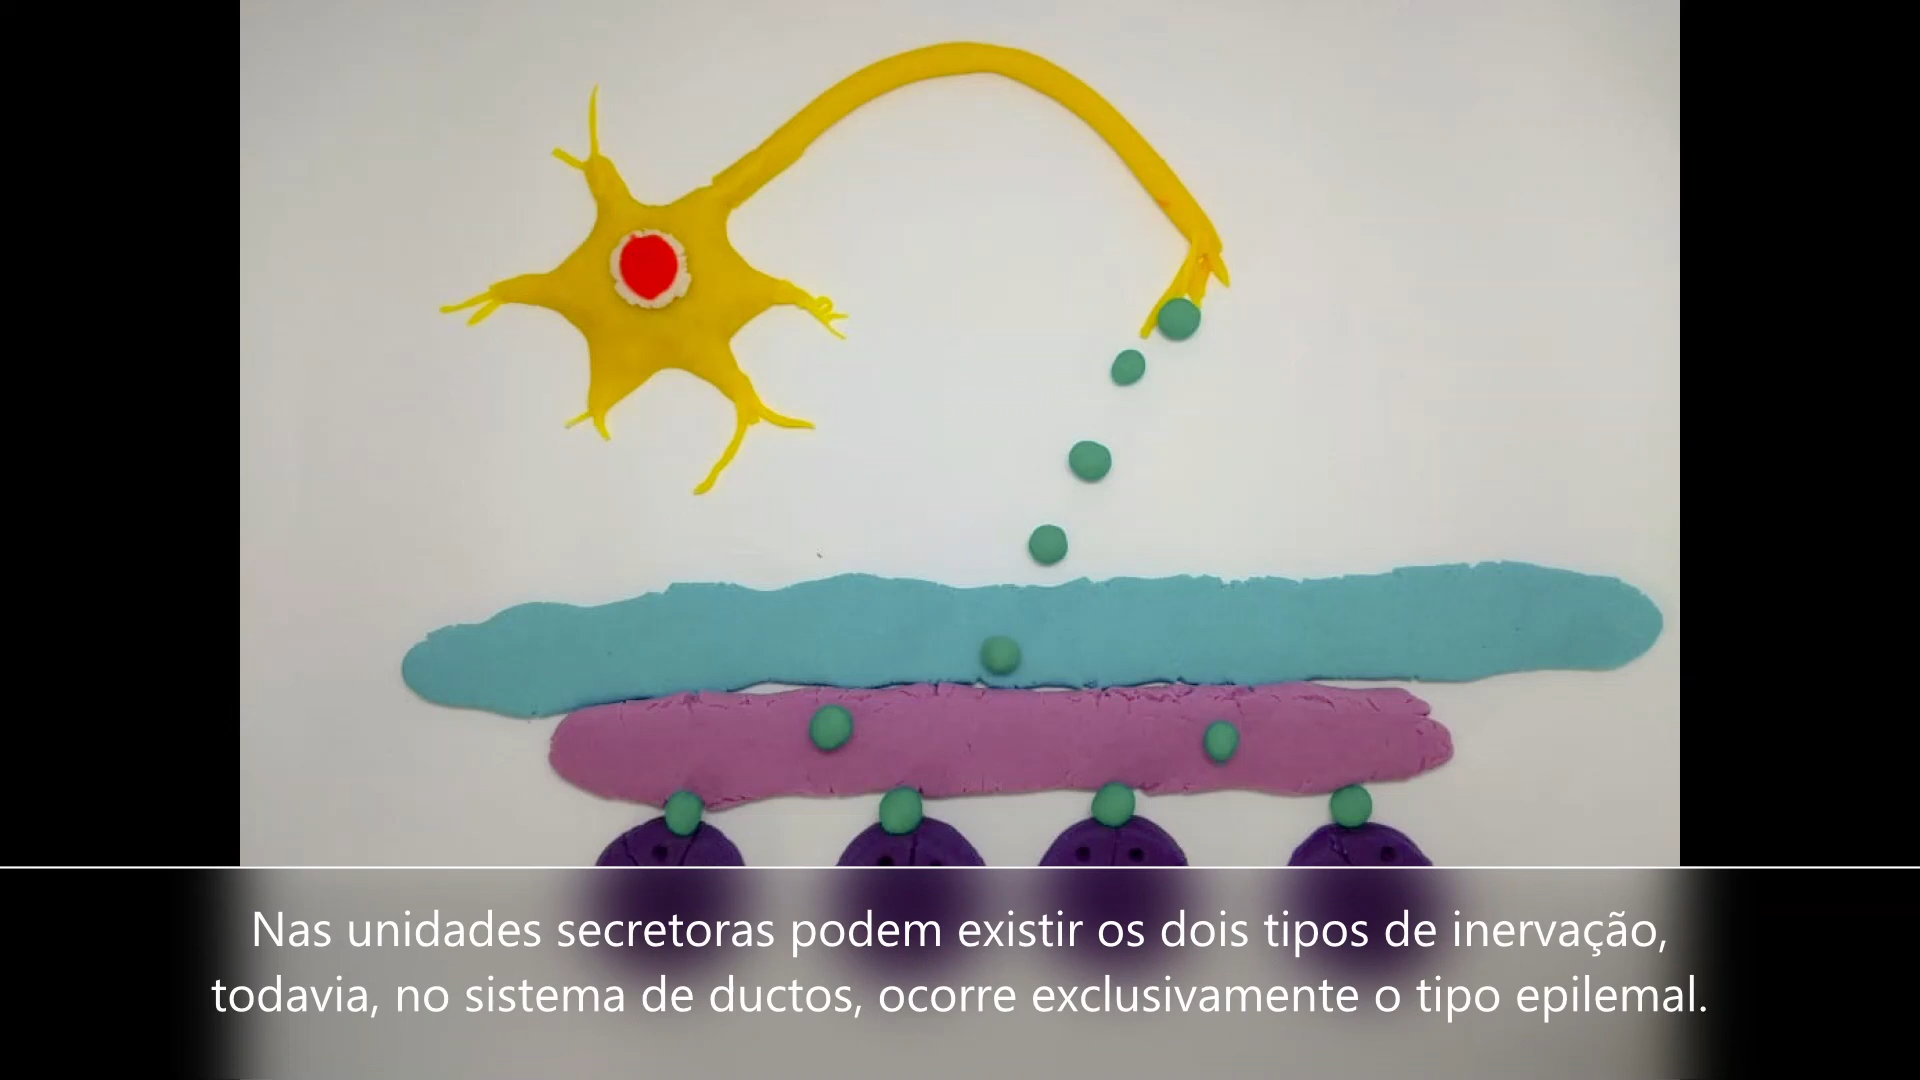 Nas unidades secretoras podem existir os dois tipos de inervação,
todavia, no sistema de ductos, ocorre exclusivamente o tipo epilemal.